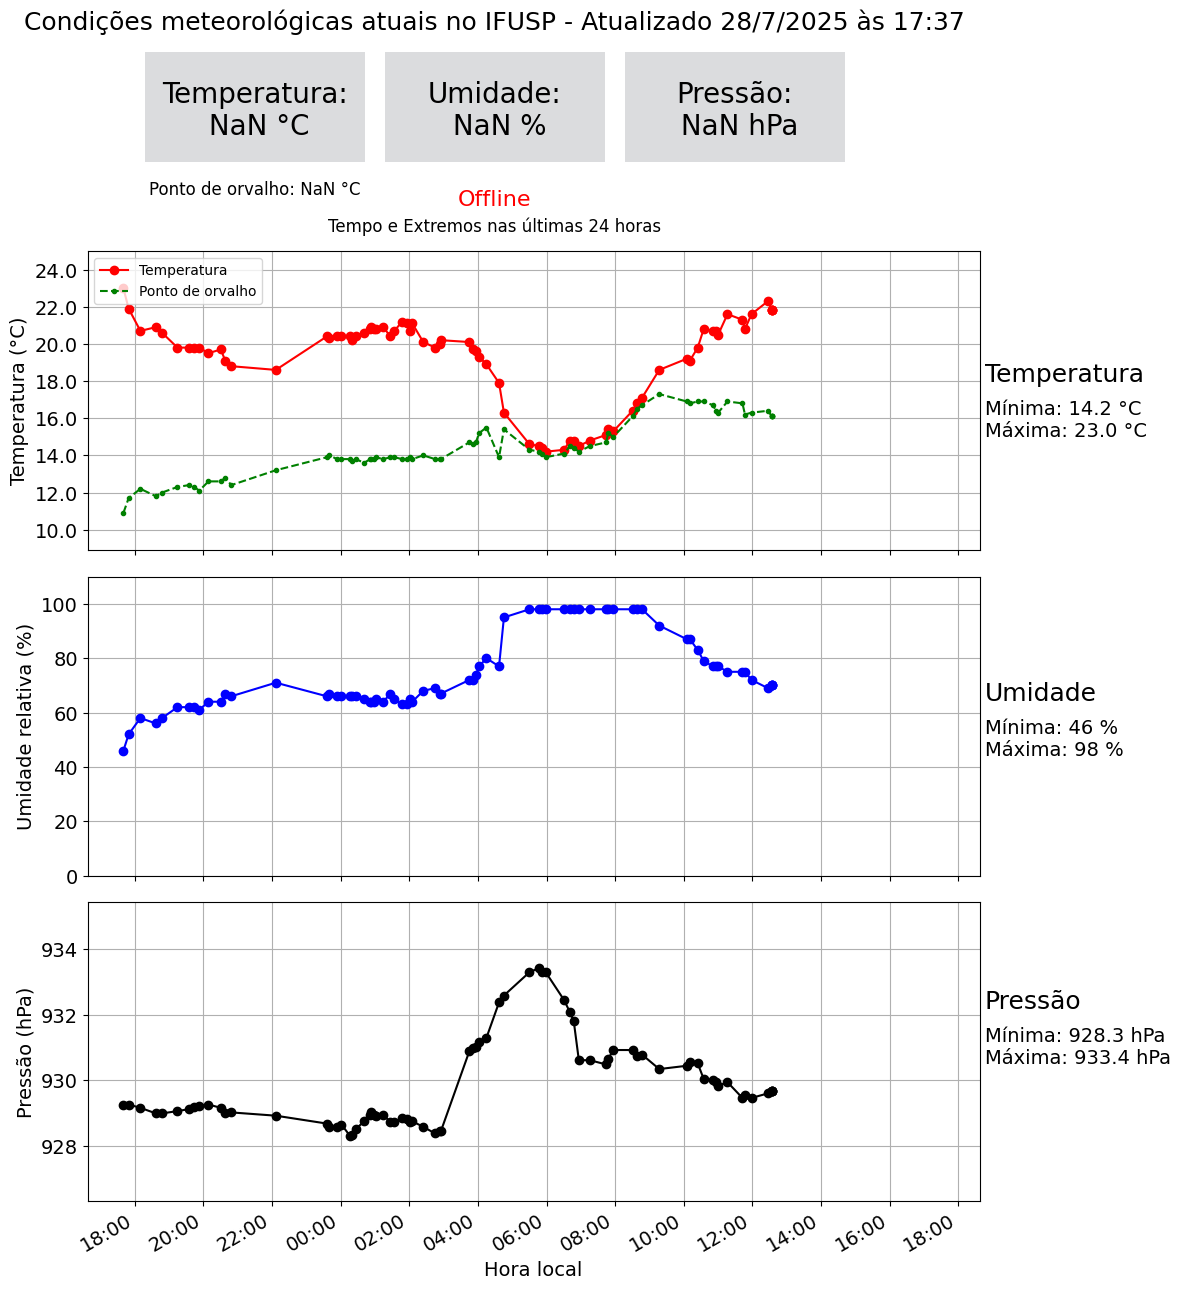 Condições meteorológicas atuais no IFUSP - Atualizado 28/7/2025 às 17:37
Temperatura:
NaN °C
Umidade:
NaN %
Pressão:
NaN hPa
Ponto de orvalho: NaN °C
Offline
Tempo e Extremos nas últimas 24 horas
Temperatura (°C)
24.0
22.0
20.0
18.0
16.0
14.0
12.0
10.0
Temperatura
Ponto de orvalho
Temperatura
Mínima: 14.2 °C
Máxima: 23.0 °C
Umidade relativa (%)
100
80
60
40
20
0
Umidade
Mínima: 46 %
Máxima: 98 %
Pressão (hPa)
934
932
930
928
Pressão
Mínima: 928.3 hPa
Máxima: 933.4 hPa
18:00
20:00
22:00
00:00
02:00
04:00
06:00
08:00
10:00
12:00
14:00
16:00
18:00
Hora local